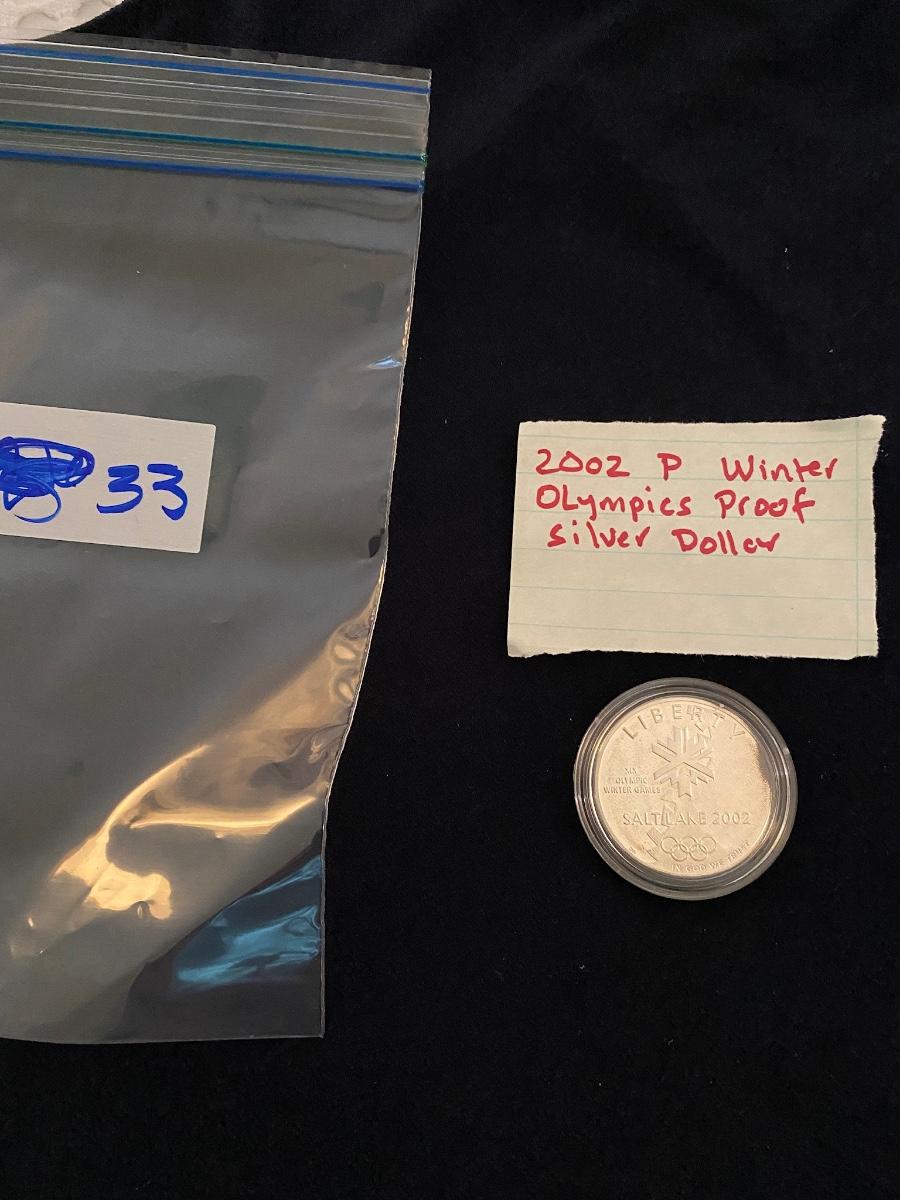 33
2002 P Winter
Olympics Proof
Silver Dollar
LIBERTY
XIX
OLYMPIC
WINTER GAMES
SALT LAKE 2002
IN GOD WE TRUST